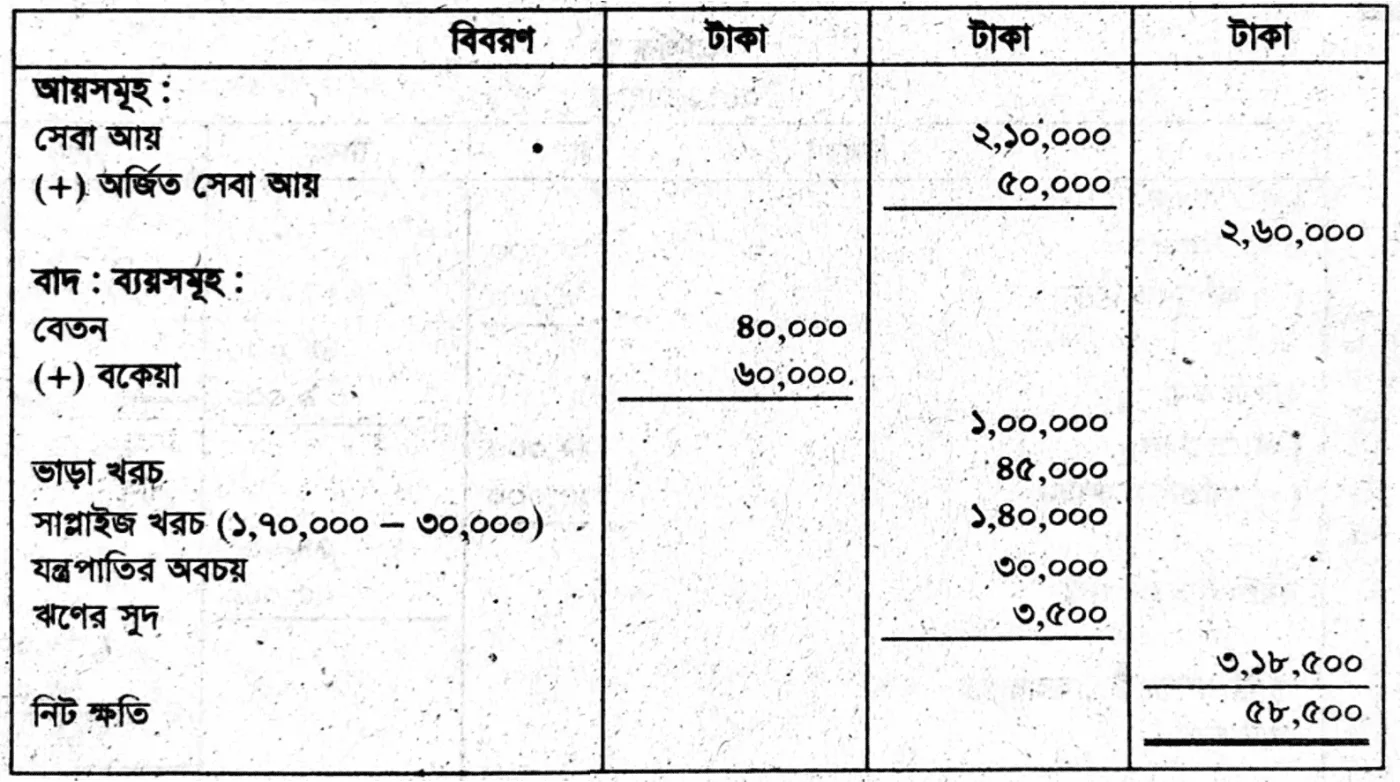 বিবরণ টাকা টাকা টাকা
আয়সমূহ :
সেবা আয় ২,১০,০০০
(+) অর্জিত সেবা আয় ৫০,০০০
২,৬০,০০০
বাদ : ব্যয়সমূহ :
বেতন ৪০,০০০
(+) বকেয়া ৬০,০০০
১,০০,০০০
ভাড়া খরচ ৪৫,০০০
সাপ্লাইজ খরচ (১,৭০,০০০ – ৩০,০০০) ১,৪০,০০০
যন্ত্রপাতির অবচয় ৩০,০০০
ঋণের সুদ ৩,৫০০
৩,১৮,৫০০
নিট ক্ষতি ৫৮,৫০০